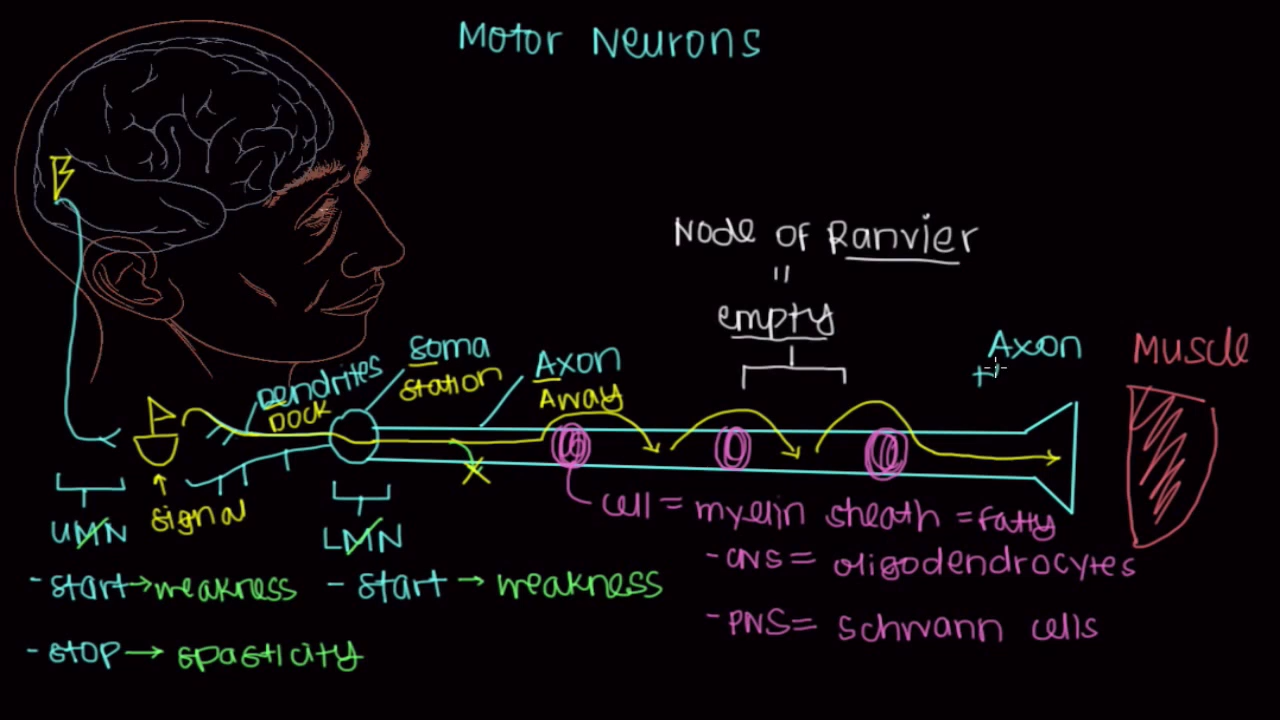 Motor Neurons
Node of Ranvier
"
empty
Dendrites
Dock
Soma
Station
Axon
Away
Axon
Muscle
signal
UMN
- start → weakness
- stop → spasticity
LMN
- start → weakness
cell = myelin sheath = fatty
- CNS = oligodendrocytes
- PNS = schwann cells